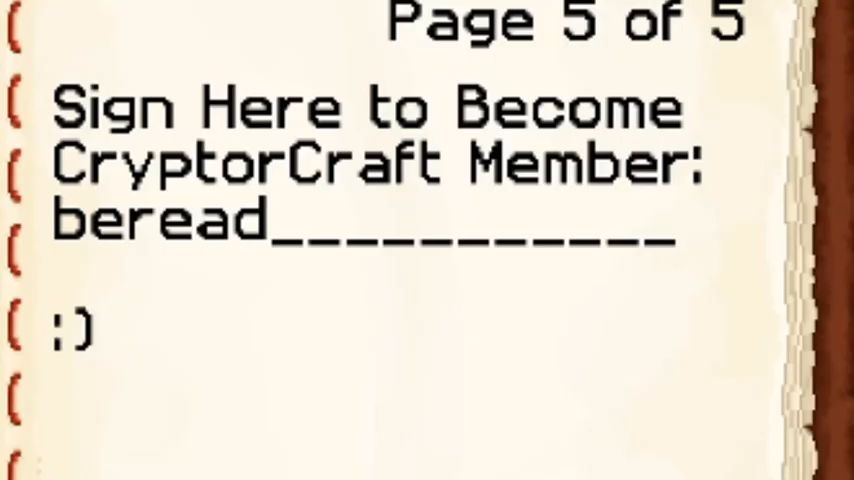 Page 5 of 5
Sign Here to Become
CryptorCraft Member:
beread___________
:)